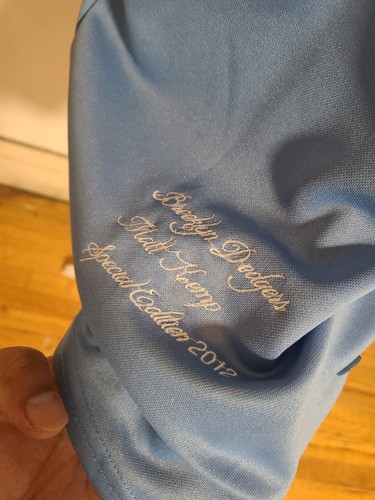 Brooklyn Dodgers
Matt Kemp
Special Edition 2012